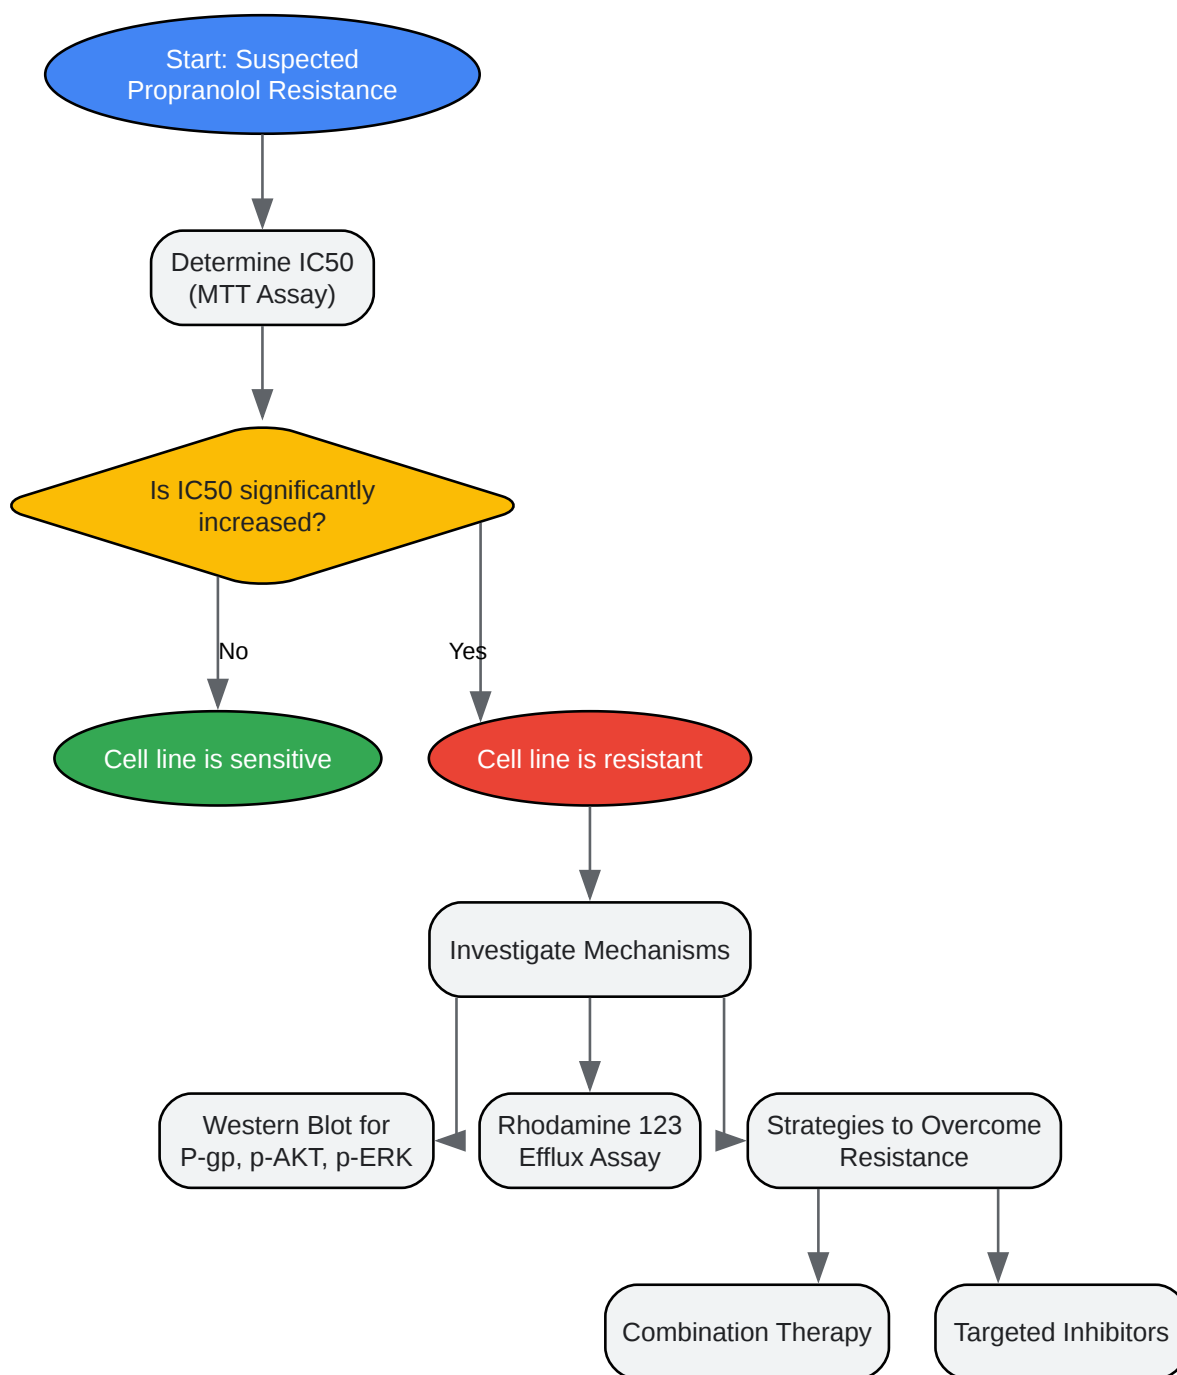 Start: Suspected
Propranolol Resistance
Determine IC50
(MTT Assay)
Is IC50 significantly
increased?
No
Yes
Cell line is sensitive
Cell line is resistant
Investigate Mechanisms
Western Blot for
P-gp, p-AKT, p-ERK
Rhodamine 123
Efflux Assay
Strategies to Overcome
Resistance
Combination Therapy
Targeted Inhibitors